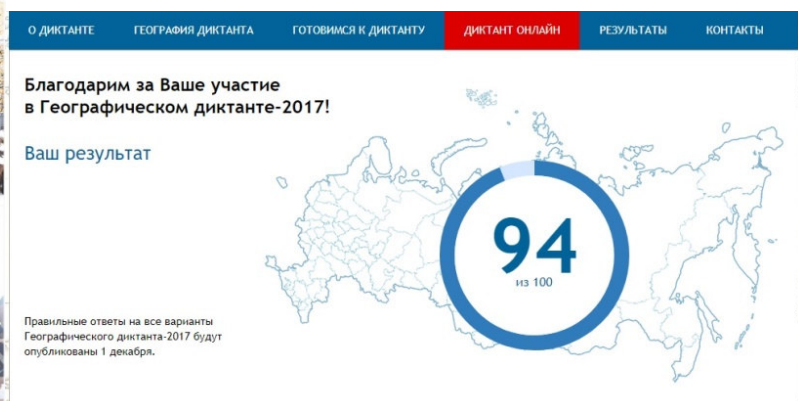 О ДИКТАНТЕ ГЕОГРАФИЯ ДИКТАНТА ГОТОВИМСЯ К ДИКТАНТУ ДИКТАНТ ОНЛАЙН РЕЗУЛЬТАТЫ КОНТАКТЫ
Благодарим за Ваше участие
в Географическом диктанте-2017!
Ваш результат
94
из 100
Правильные ответы на все варианты
Географического диктанта-2017 будут
опубликованы 1 декабря.